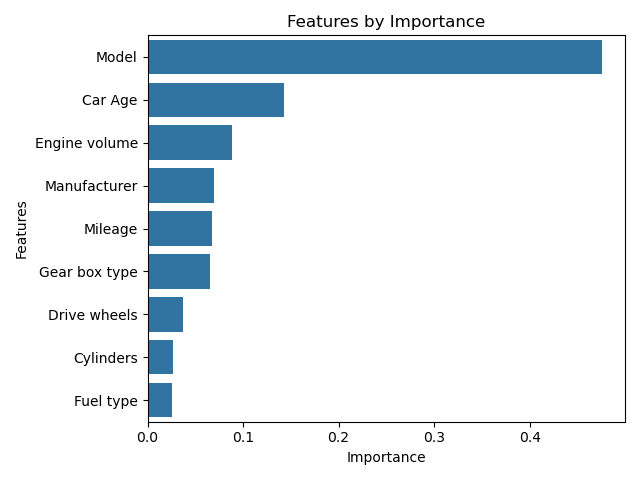 Features by Importance
Model
Car Age
Engine volume
Manufacturer
Mileage
Gear box type
Drive wheels
Cylinders
Fuel type
Features
0.0 0.1 0.2 0.3 0.4
Importance